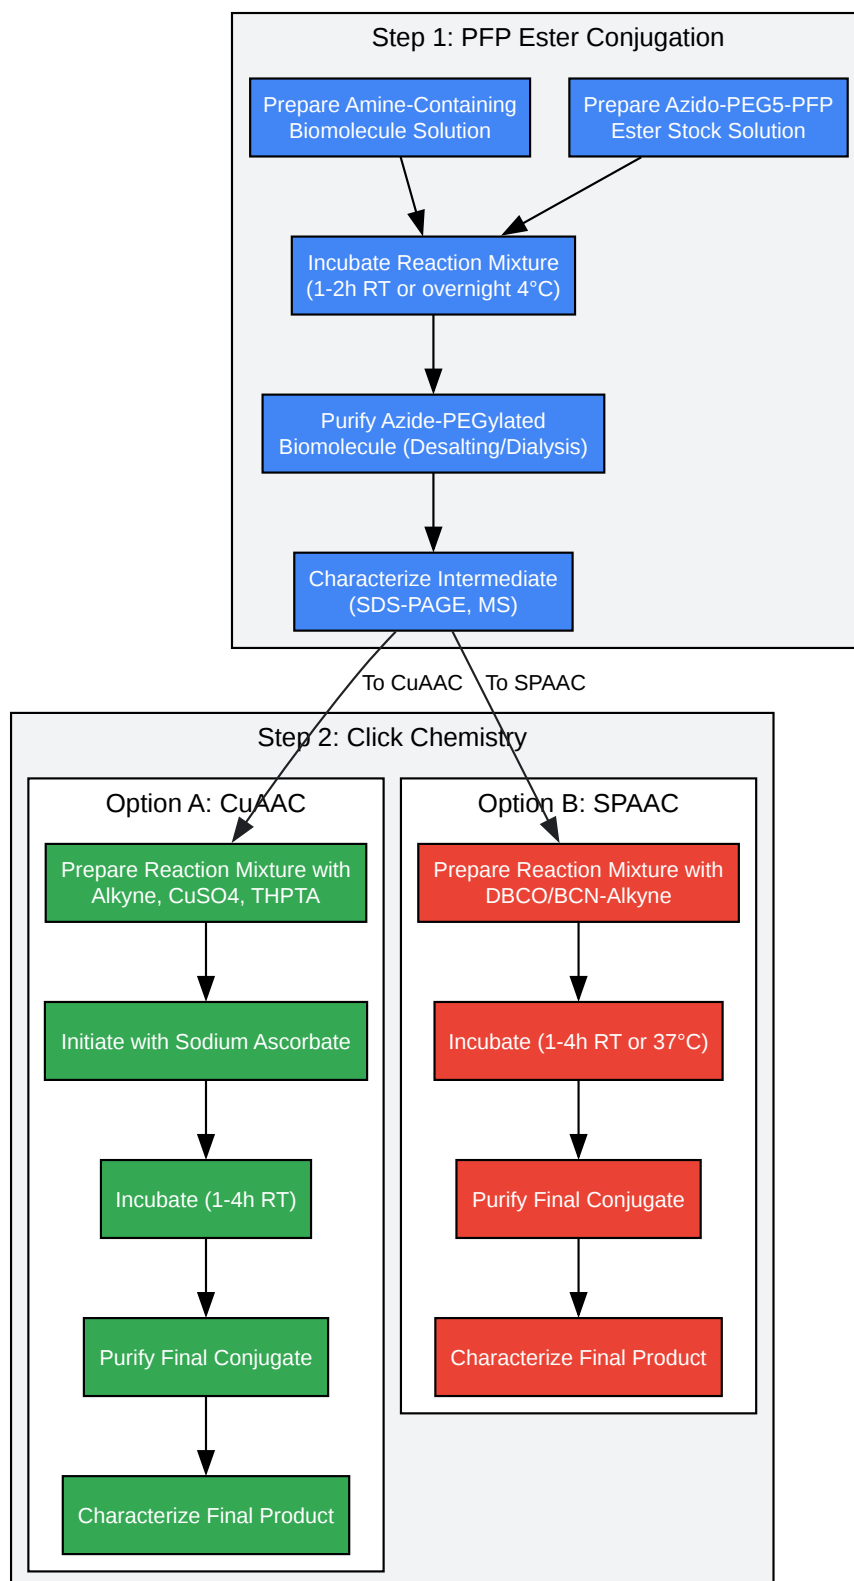 Step 1: PFP Ester Conjugation
Prepare Amine-Containing
Biomolecule Solution
Prepare Azido-PEG5-PFP
Ester Stock Solution
Incubate Reaction Mixture
(1-2h RT or overnight 4°C)
Purify Azide-PEGylated
Biomolecule (Desalting/Dialysis)
Characterize Intermediate
(SDS-PAGE, MS)
To CuAAC
To SPAAC
Step 2: Click Chemistry
Option A: CuAAC
Prepare Reaction Mixture with
Alkyne, CuSO4, THPTA
Initiate with Sodium Ascorbate
Incubate (1-4h RT)
Purify Final Conjugate
Characterize Final Product
Option B: SPAAC
Prepare Reaction Mixture with
DBCO/BCN-Alkyne
Incubate (1-4h RT or 37°C)
Purify Final Conjugate
Characterize Final Product